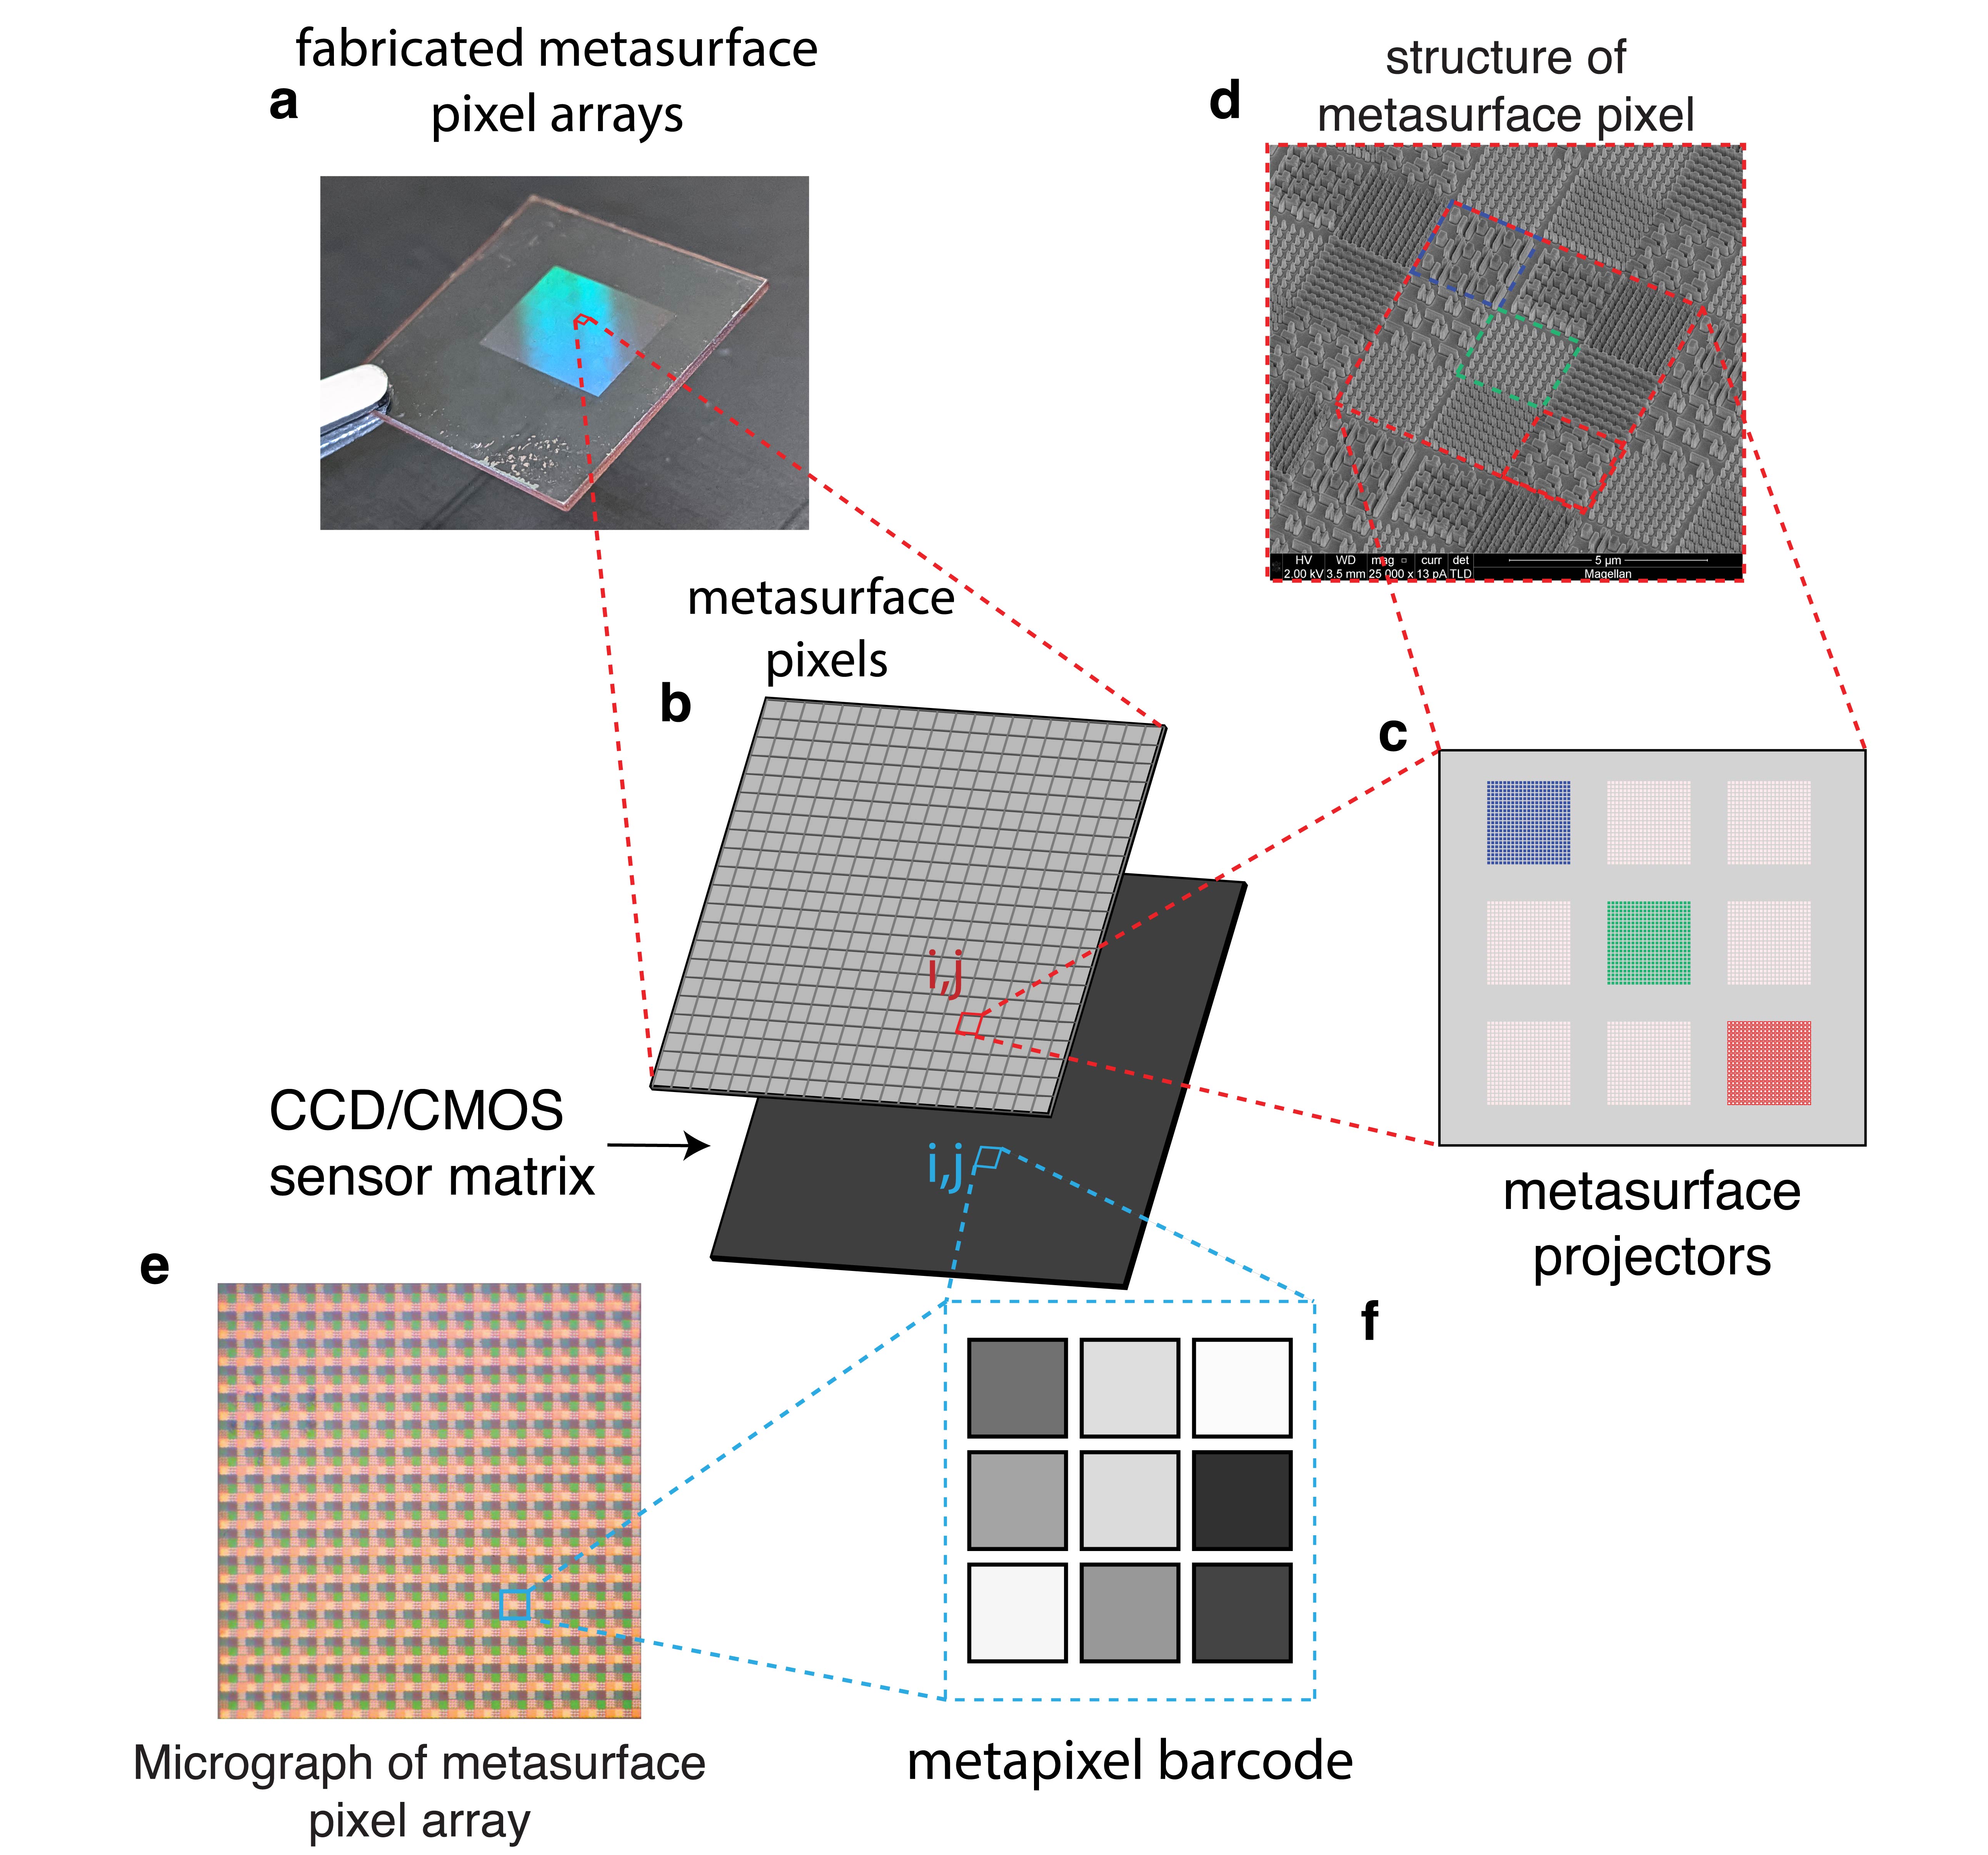 fabricated metasurface
pixel arrays
a
structure of
metasurface pixel
d
HV WD mag □ curr det 5 µm
2.00 kV 3.5 mm 25 000 x 13 pA TLD Magellan
metasurface
pixels
b
c
i,j
CCD/CMOS
sensor matrix
i,j
metasurface
projectors
e
f
Micrograph of metasurface
pixel array
metapixel barcode